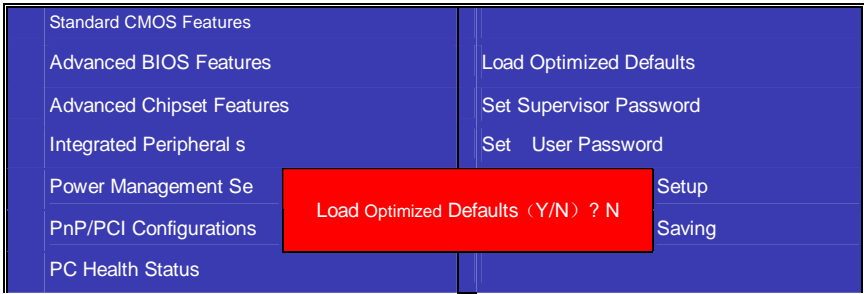 Standard CMOS Features
Advanced BIOS Features
Advanced Chipset Features
Integrated Peripheral s
Power Management Se
PnP/PCI Configurations
PC Health Status
Load Optimized Defaults
Set Supervisor Password
Set User Password
Setup
Saving
Load Optimized Defaults（Y/N）? N